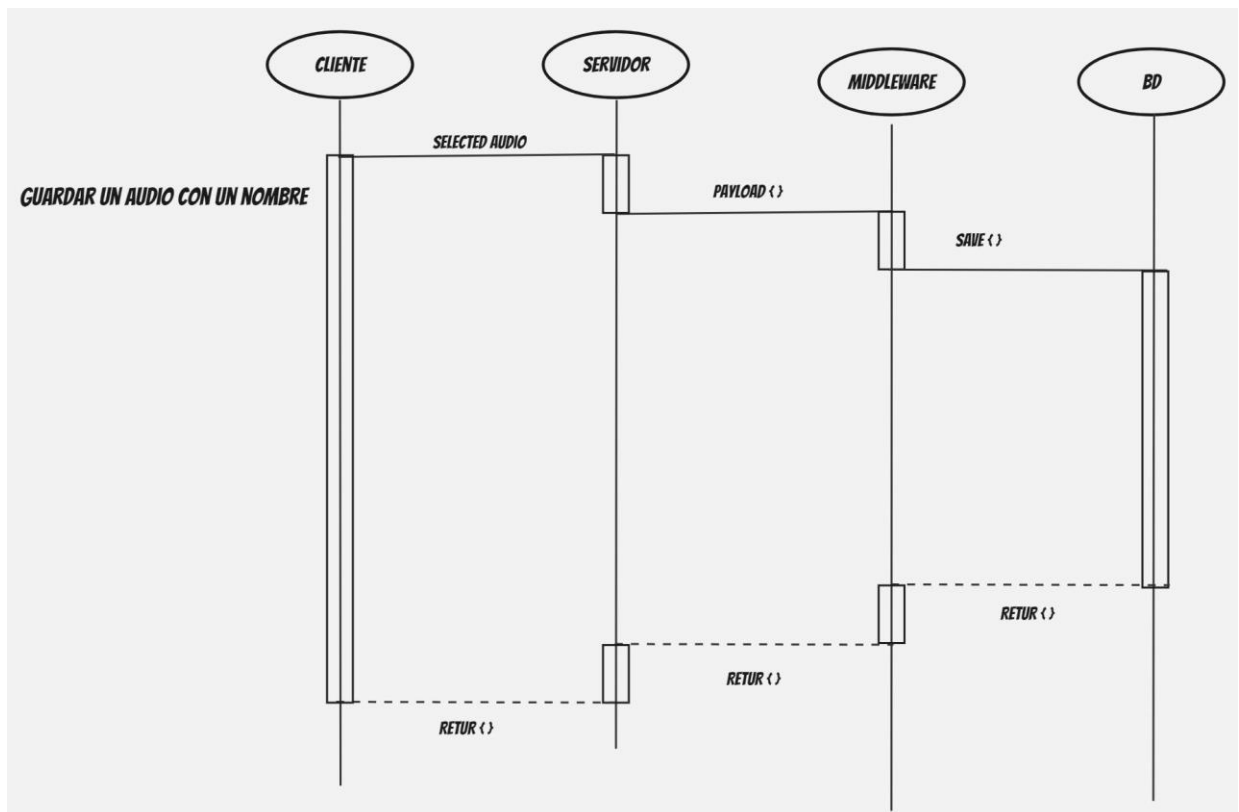 CLIENTE
SERVIDOR
MIDDLEWARE
BD
SELECTED AUDIO
GUARDAR UN AUDIO CON UN NOMBRE
PAYLOAD { }
SAVE { }
RETUR { }
RETUR { }
RETUR { }